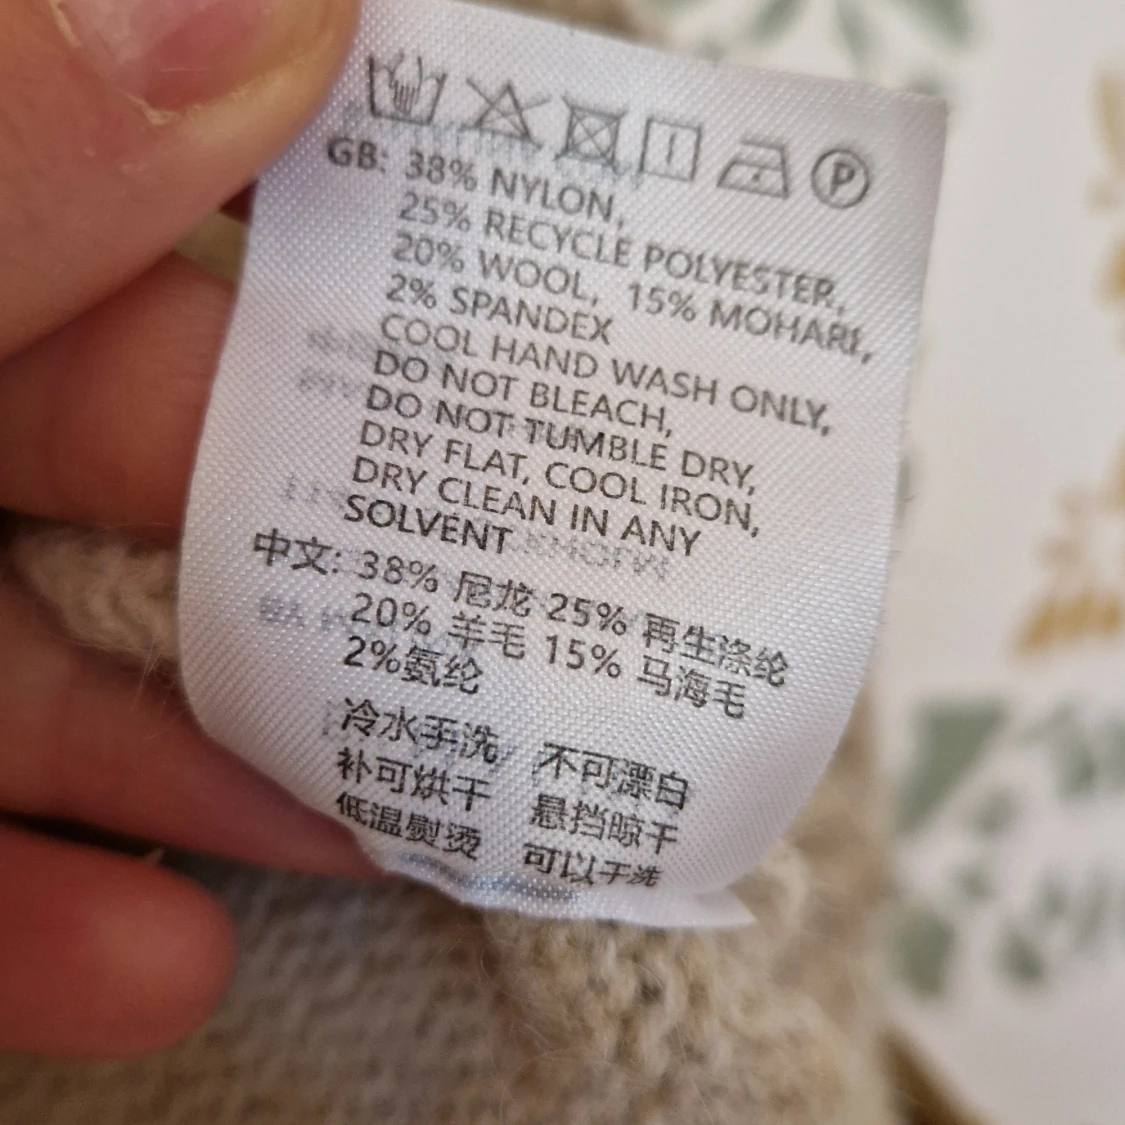 GB: 38% NYLON,
25% RECYCLE POLYESTER,
20% WOOL, 15% MOHARI,
2% SPANDEX
COOL HAND WASH ONLY,
DO NOT BLEACH,
DO NOT TUMBLE DRY,
DRY FLAT, COOL IRON,
DRY CLEAN IN ANY
SOLVENT
中文: 38% 尼龙 25% 再生涤纶
20% 羊毛 15% 马海毛
2%氨纶
冷水手洗 不可漂白
补可烘干 悬挡晾干
低温熨烫 可以干洗